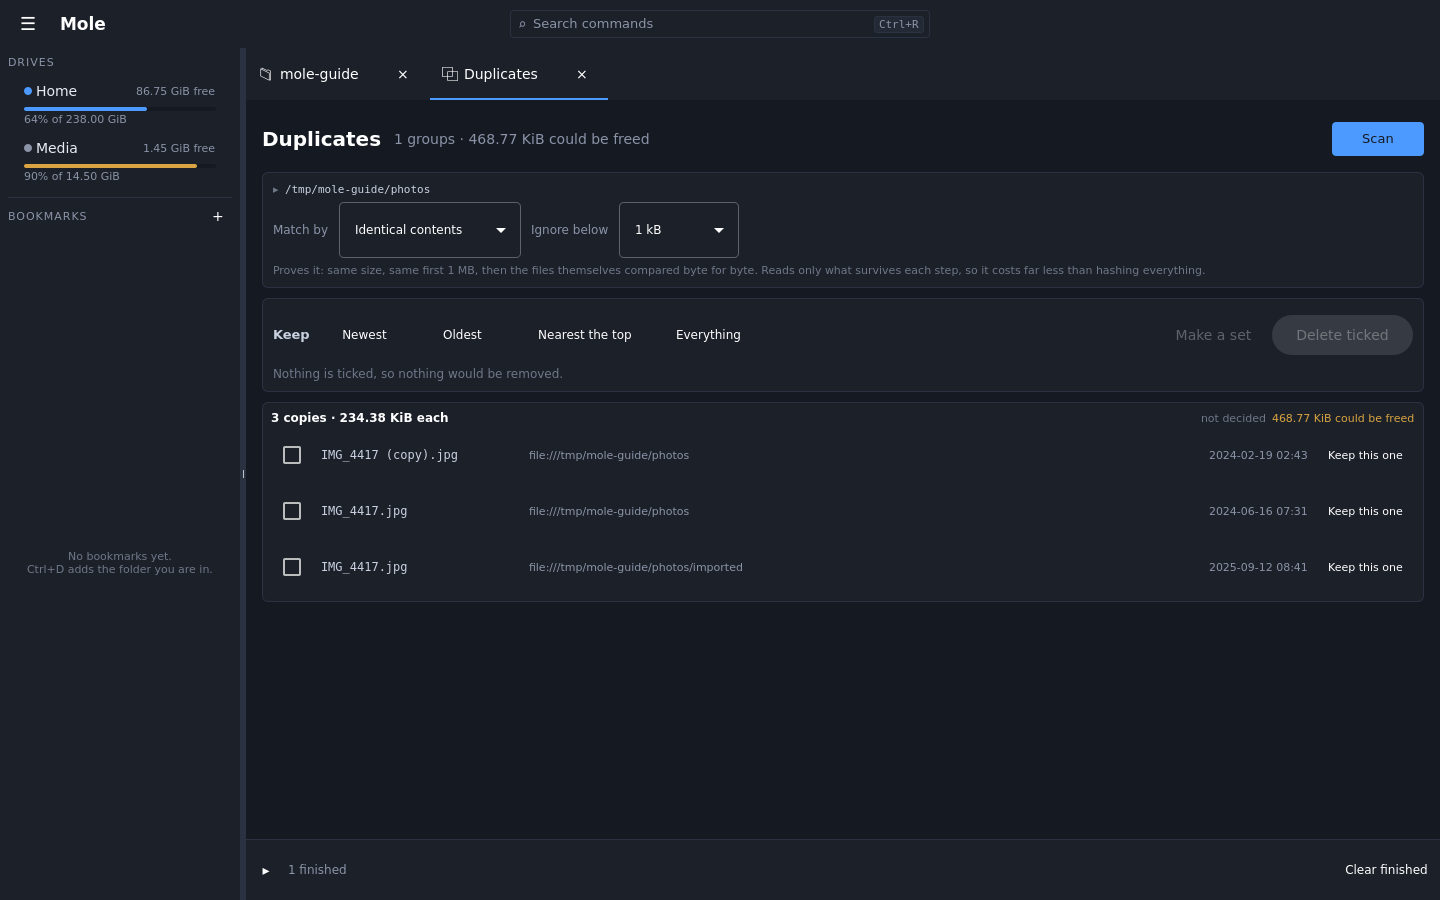 Mole
Search commands Ctrl+R
DRIVES
Home 86.75 GiB free
64% of 238.00 GiB
Media 1.45 GiB free
90% of 14.50 GiB
BOOKMARKS +
No bookmarks yet.
Ctrl+D adds the folder you are in.
mole-guide ×
Duplicates ×
Duplicates 1 groups · 468.77 KiB could be freed Scan
/tmp/mole-guide/photos
Match by Identical contents Ignore below 1 kB
Proves it: same size, same first 1 MB, then the files themselves compared byte for byte. Reads only what survives each step, so it costs far less than hashing everything.
Keep Newest Oldest Nearest the top Everything Make a set Delete ticked
Nothing is ticked, so nothing would be removed.
3 copies · 234.38 KiB each not decided 468.77 KiB could be freed
IMG_4417 (copy).jpg file:///tmp/mole-guide/photos 2024-02-19 02:43 Keep this one
IMG_4417.jpg file:///tmp/mole-guide/photos 2024-06-16 07:31 Keep this one
IMG_4417.jpg file:///tmp/mole-guide/photos/imported 2025-09-12 08:41 Keep this one
1 finished Clear finished